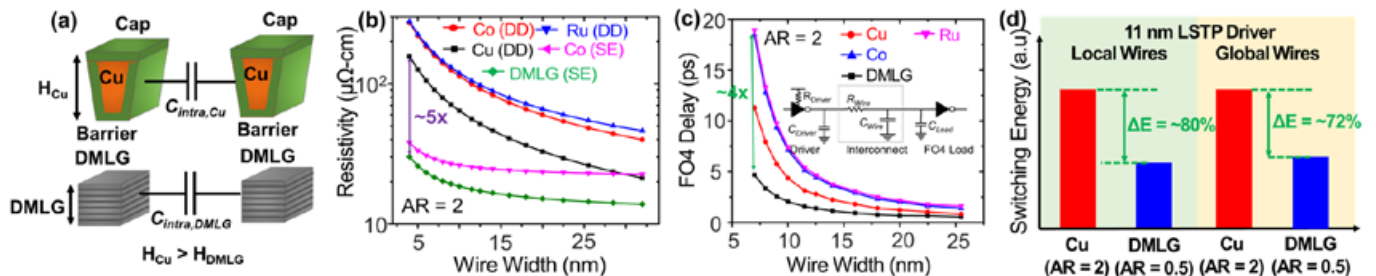 (a)
Cap
Cap
H_Cu
Cu
Cu
C_intra,Cu
Barrier
Barrier
DMLG
DMLG
DMLG
C_intra,DMLG
H_Cu > H_DMLG
(b)
Resistivity (µΩ-cm)
10²
10
Co (DD)
Ru (DD)
Cu (DD)
Co (SE)
DMLG (SE)
~5x
AR = 2
5 10 15 20 25 30
Wire Width (nm)
(c)
FO4 Delay (ps)
20
15
10
5
0
AR = 2
Cu
Ru
Co
DMLG
~4x
R_Driver
R_Wire
C_Driver
C_Wire
C_Load
Driver
Interconnect
FO4 Load
5 10 15 20 25
Wire Width (nm)
(d)
Switching Energy (a.u)
11 nm LSTP Driver
Local Wires
Global Wires
ΔE = ~80%
ΔE = ~72%
Cu
DMLG
Cu
DMLG
(AR = 2) (AR = 0.5) (AR = 2) (AR = 0.5)